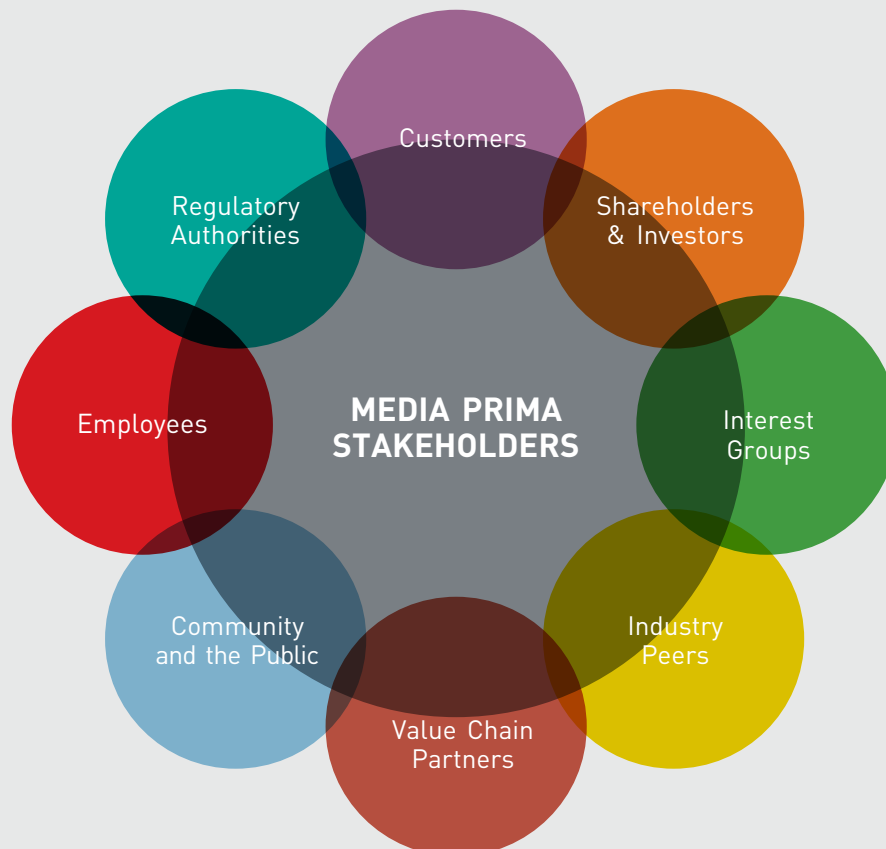 Customers
Regulatory
Authorities
Shareholders
& Investors
Employees
MEDIA PRIMA
STAKEHOLDERS
Interest
Groups
Community
and the Public
Industry
Peers
Value Chain
Partners